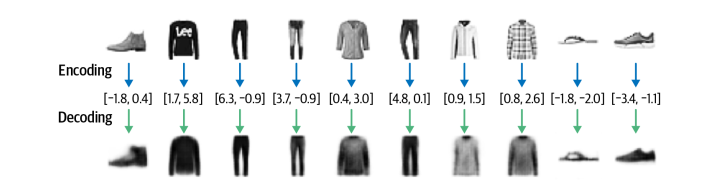 Lee
Encoding
[−1.8, 0.4] [1.7, 5.8] [6.3, −0.9] [3.7, −0.9] [0.4, 3.0] [4.8, 0.1] [0.9, 1.5] [0.8, 2.6] [−1.8, −2.0] [−3.4, −1.1]
Decoding